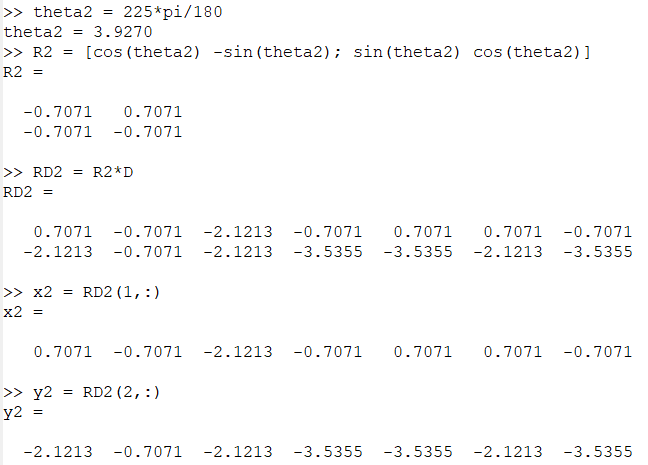 >> theta2 = 225*pi/180
theta2 = 3.9270
>> R2 = [cos(theta2) -sin(theta2); sin(theta2) cos(theta2)]
R2 =
-0.7071 0.7071
-0.7071 -0.7071
>> RD2 = R2*D
RD2 =
0.7071 -0.7071 -2.1213 -0.7071 0.7071 0.7071 -0.7071
-2.1213 -0.7071 -2.1213 -3.5355 -3.5355 -2.1213 -3.5355
>> x2 = RD2(1,:)
x2 =
0.7071 -0.7071 -2.1213 -0.7071 0.7071 0.7071 -0.7071
>> y2 = RD2(2,:)
y2 =
-2.1213 -0.7071 -2.1213 -3.5355 -3.5355 -2.1213 -3.5355